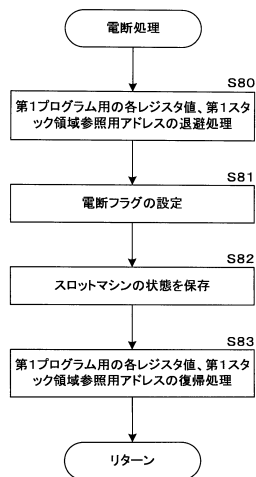 電断処理
S80
第1プログラム用の各レジスタ値、第1スタ
ック領域参照用アドレスの退避処理
S81
電断フラグの設定
S82
スロットマシンの状態を保存
S83
第1プログラム用の各レジスタ値、第1スタ
ック領域参照用アドレスの復帰処理
リターン